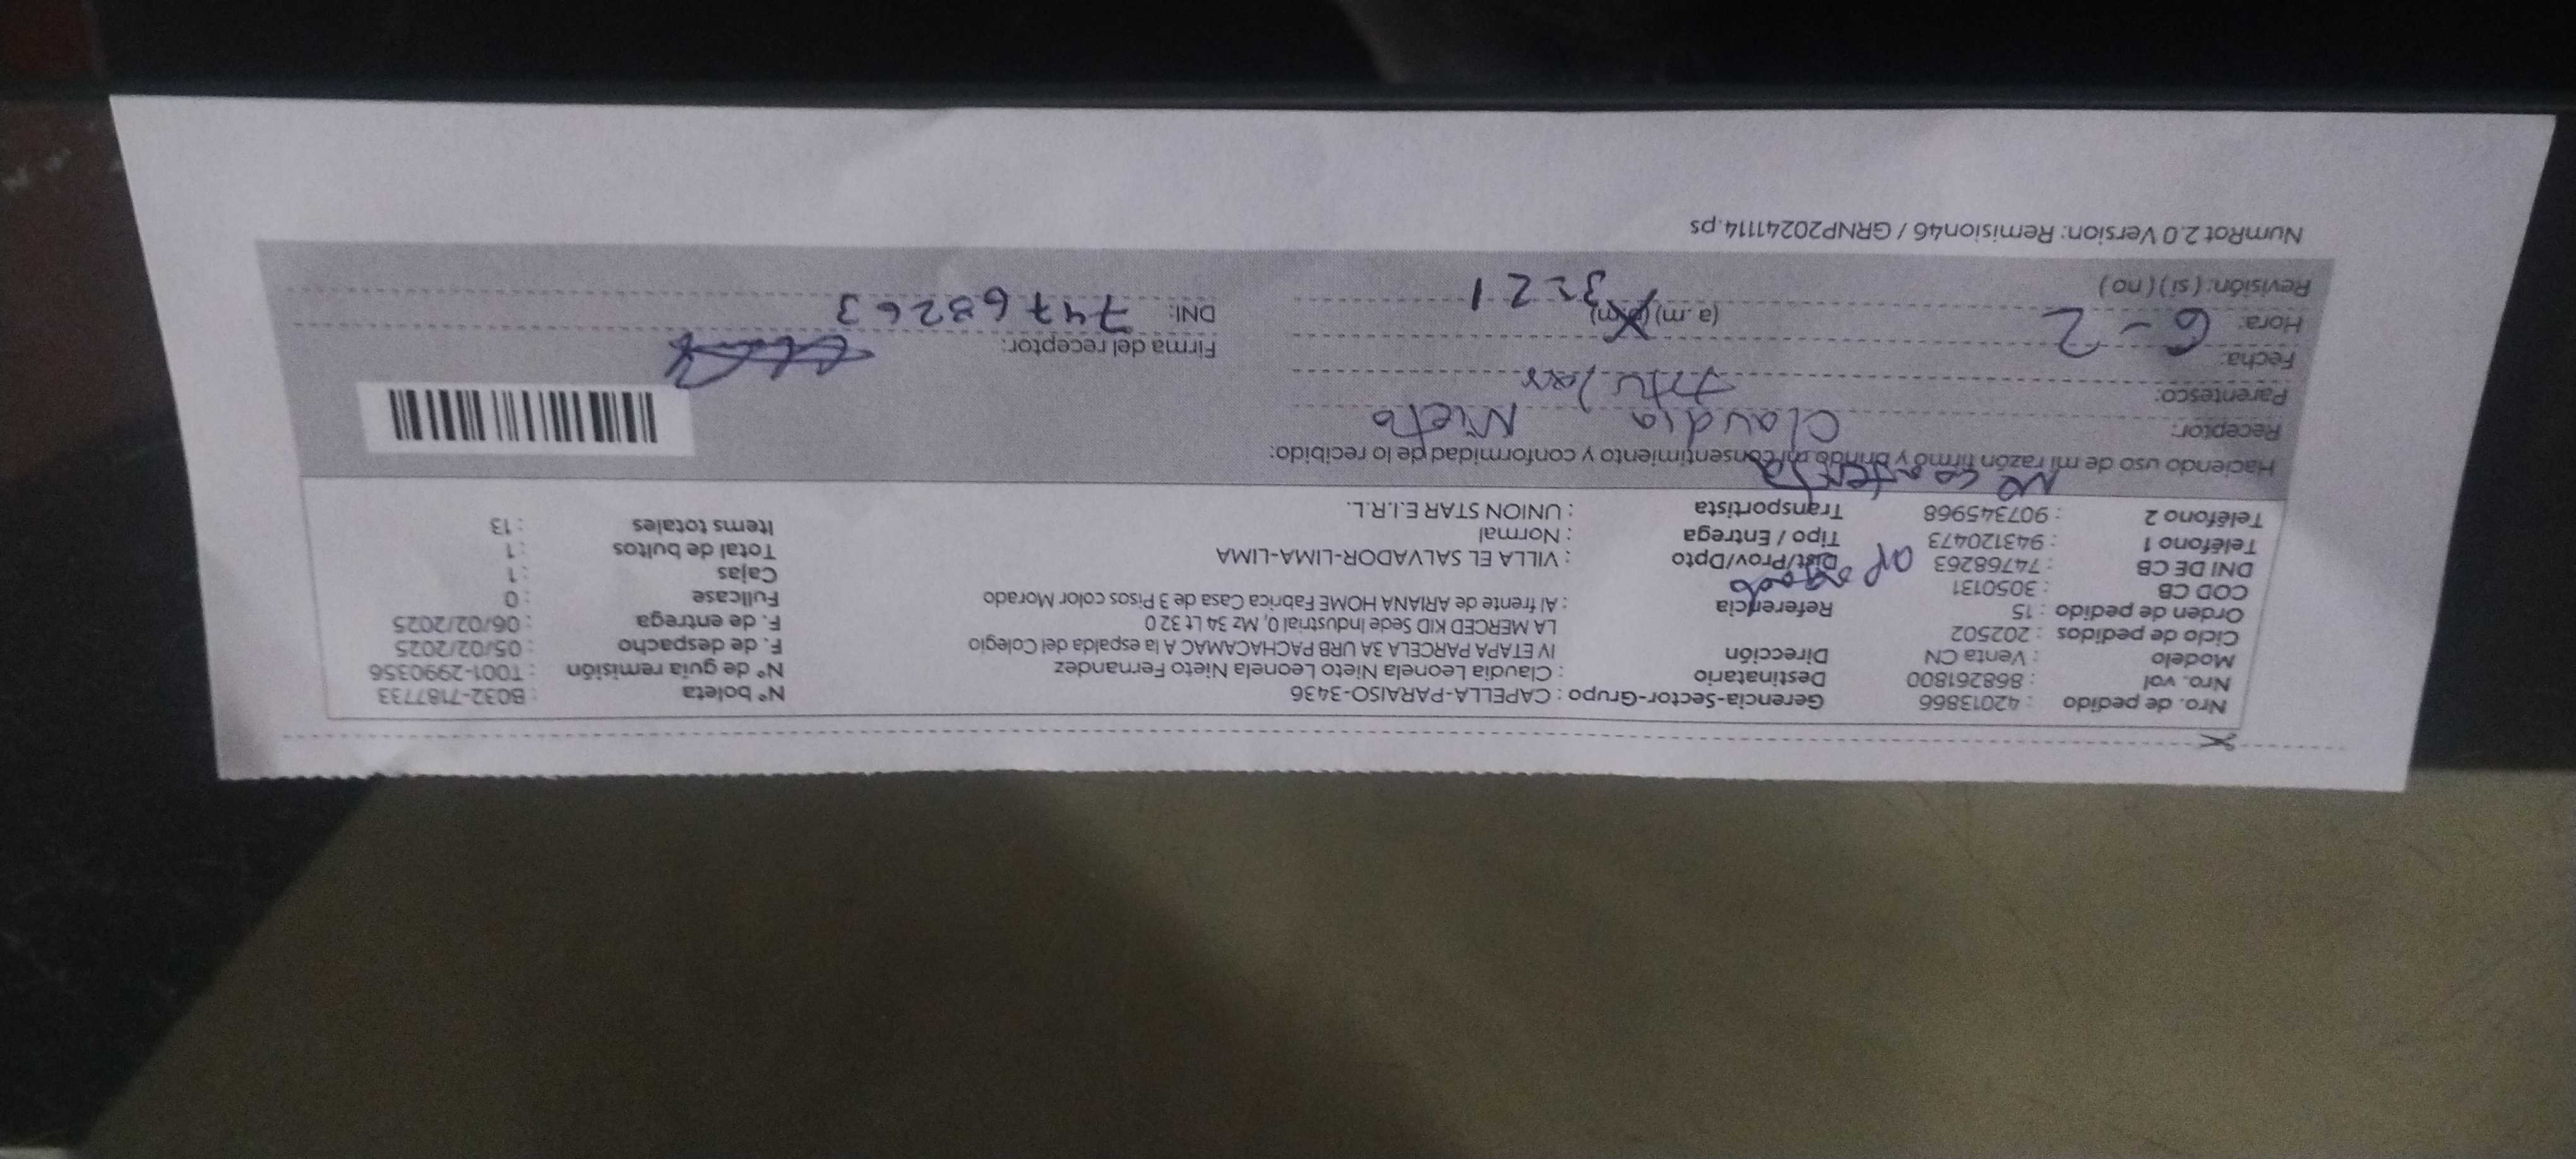 Nro. de pedido : 42013866 Gerencia-Sector-Grupo : CAPELLA-PARAISO-3436 N° boleta : B032-7187733
Nro. vol : 868261800 Destinatario : Claudia Leonela Nieto Leonela Nieto Fernandez N° de guía remisión : T001-2990356
Modelo : Venta CN Dirección IV ETAPA PARCELA 3A URB PACHACAMAC A la espalda del Colegio F. de despacho : 05/02/2025
Ciclo de pedidos : 202502 LA MERCED KID Sede Industrial 0, Mz 34 Lt 32 0 F. de entrega : 06/02/2025
Orden de pedido : 15 Referencia : Al frente de ARIANA HOME Fabrica Casa de 3 Pisos color Morado Fullcase : 0
COD CB : 3050131 Cajas : 1
DNI DE CB : 74768263 Dist/Prov/Dpto : VILLA EL SALVADOR-LIMA-LIMA Total de bultos : 1
Teléfono 1 : 943120473 Tipo / Entrega : Normal Items totales : 13
Teléfono 2 : 907345968 Transportista : UNION STAR E.I.R.L.
apagado
No contesta
Haciendo uso de mi razón firmo y brindo mi consentimiento y conformidad de lo recibido:
Receptor: Claudia Nieto
Parentesco: Titular
Fecha: 6-2
Firma del receptor:
Hora: (a.m) (p.m) 3:21
DNI: 74768263
Revisión: ( si ) ( no )
NumRot 2.0 Version: Remision46 / GRNP20241114.ps